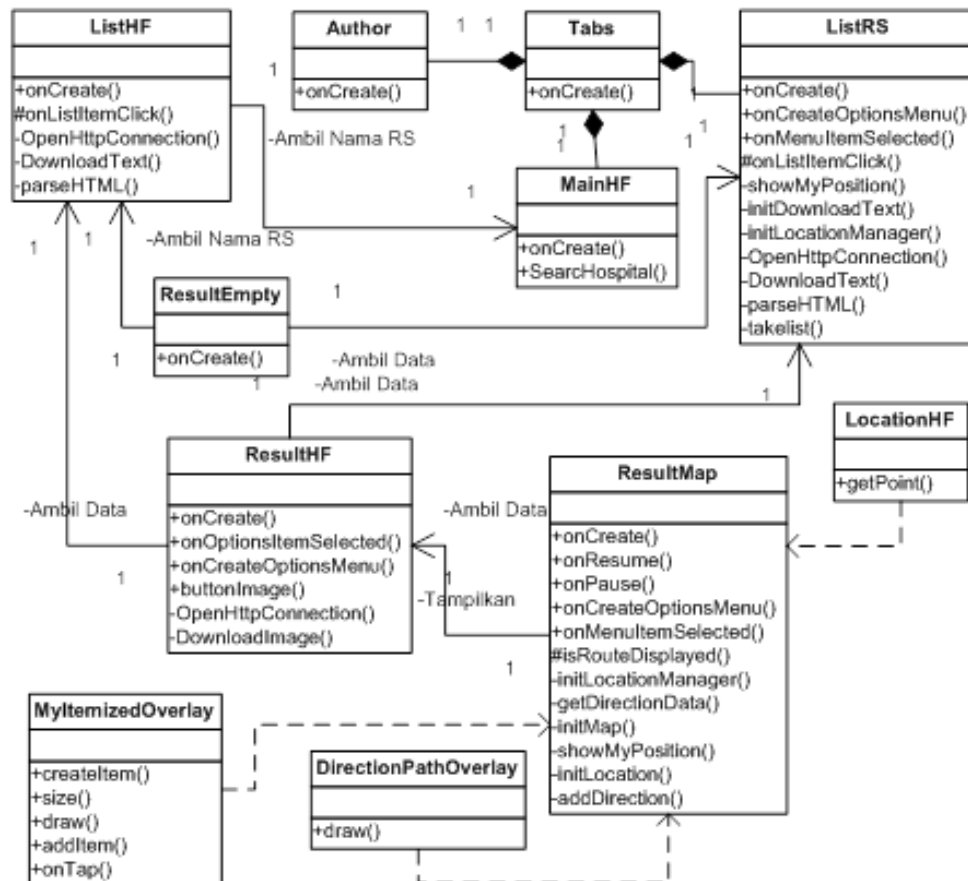 ListHF
+onCreate()
#onListItemClick()
-OpenHttpConnection()
-DownloadText()
-parseHTML()
Author
+onCreate()
1 1
Tabs
+onCreate()
ListRS
+onCreate()
+onCreateOptionsMenu()
+onMenuItemSelected()
#onListItemClick()
-showMyPosition()
-initDownloadText()
-initLocationManager()
-OpenHttpConnection()
-DownloadText()
-parseHTML()
-takelist()
1
-Ambil Nama RS
1
1
1
1
1
1
MainHF
+onCreate()
+SearcHospital()
1
1
-Ambil Nama RS
ResultEmpty
+onCreate()
1
1
1
-Ambil Data
-Ambil Data
1
1
LocationHF
+getPoint()
ResultHF
+onCreate()
+onOptionsItemSelected()
+onCreateOptionsMenu()
+buttonImage()
-OpenHttpConnection()
-DownloadImage()
-Ambil Data
1
-Ambil Data
1
-Tampilkan
1
ResultMap
+onCreate()
+onResume()
+onPause()
+onCreateOptionsMenu()
+onMenuItemSelected()
#isRouteDisplayed()
-initLocationManager()
-getDirectionData()
-initMap()
-showMyPosition()
-initLocation()
-addDirection()
MyItemizedOverlay
+createItem()
+size()
+draw()
+addItem()
+onTap()
DirectionPathOverlay
+draw()